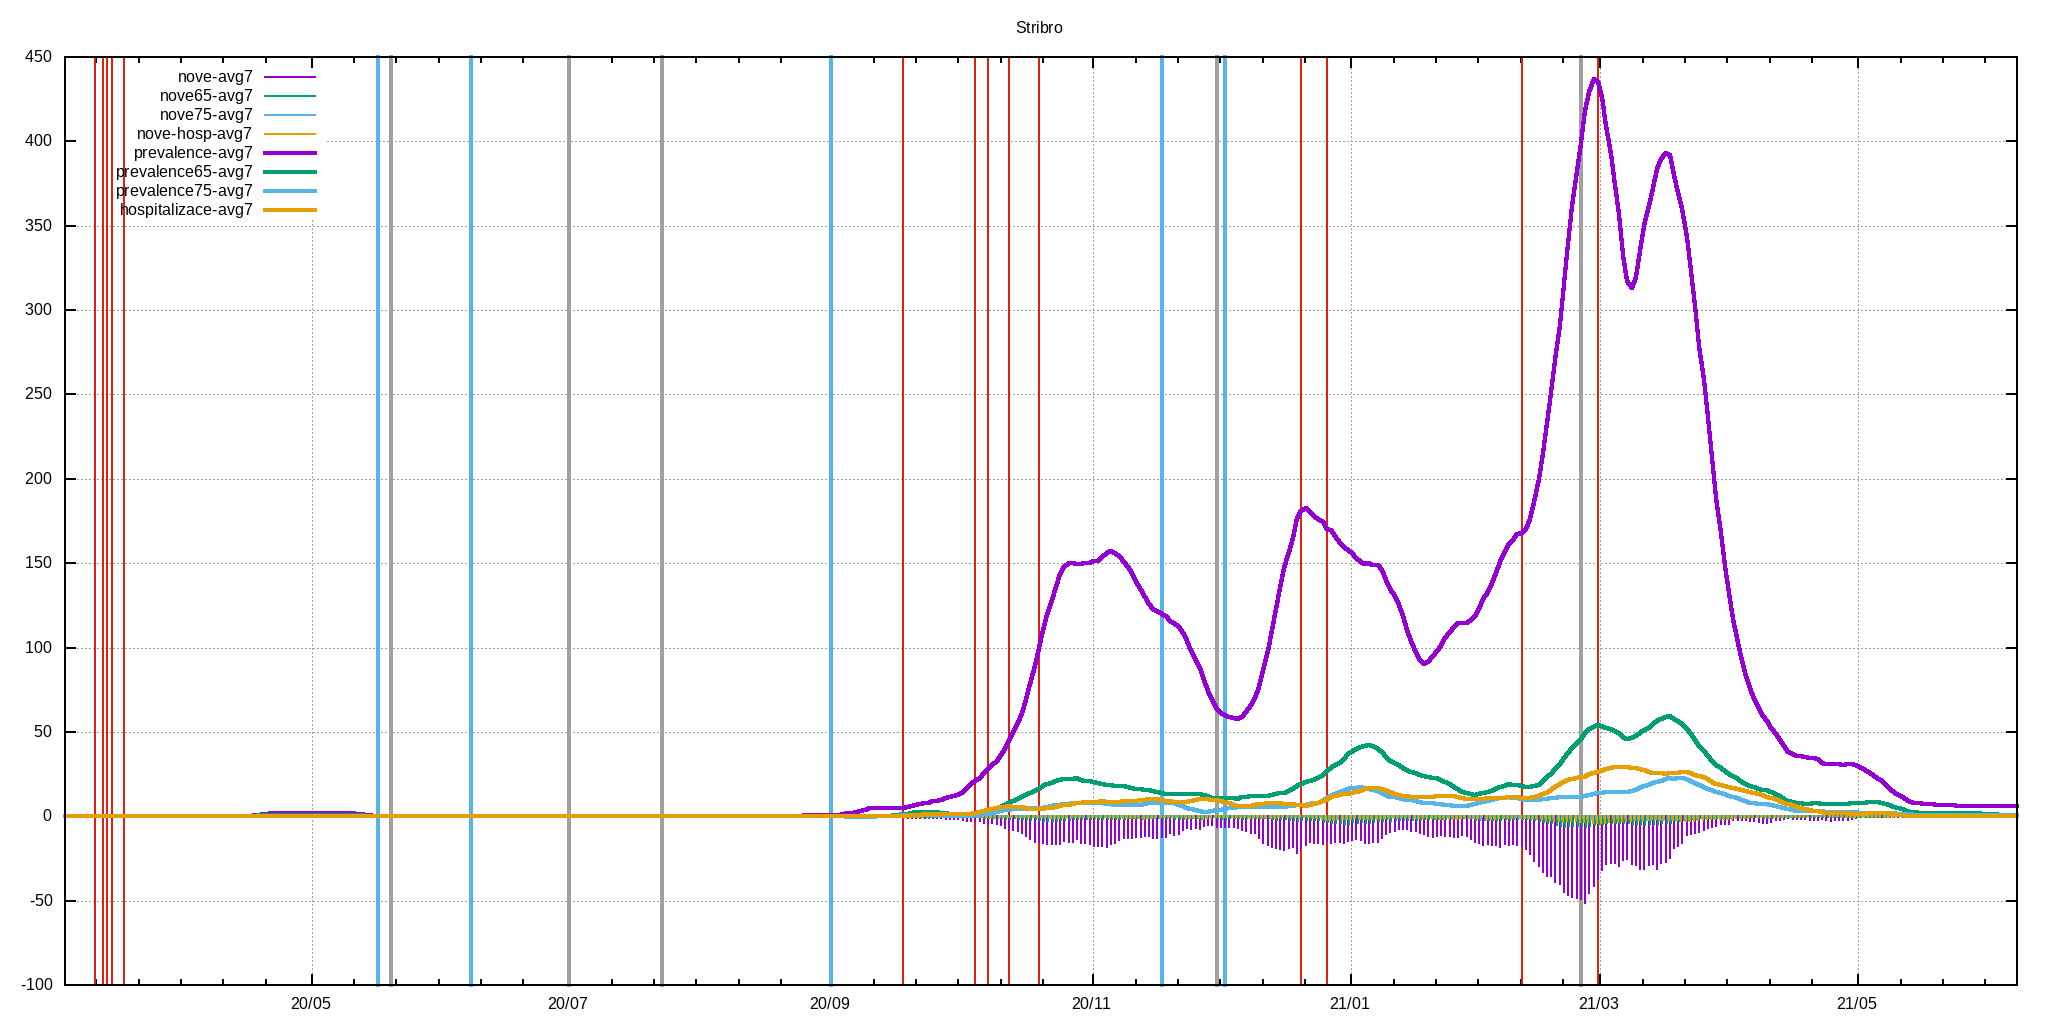 Stribro
450
400
350
300
250
200
150
100
50
0
-50
-100
nove-avg7
nove65-avg7
nove75-avg7
nove-hosp-avg7
prevalence-avg7
prevalence65-avg7
prevalence75-avg7
hospitalizace-avg7
20/05 20/07 20/09 20/11 21/01 21/03 21/05